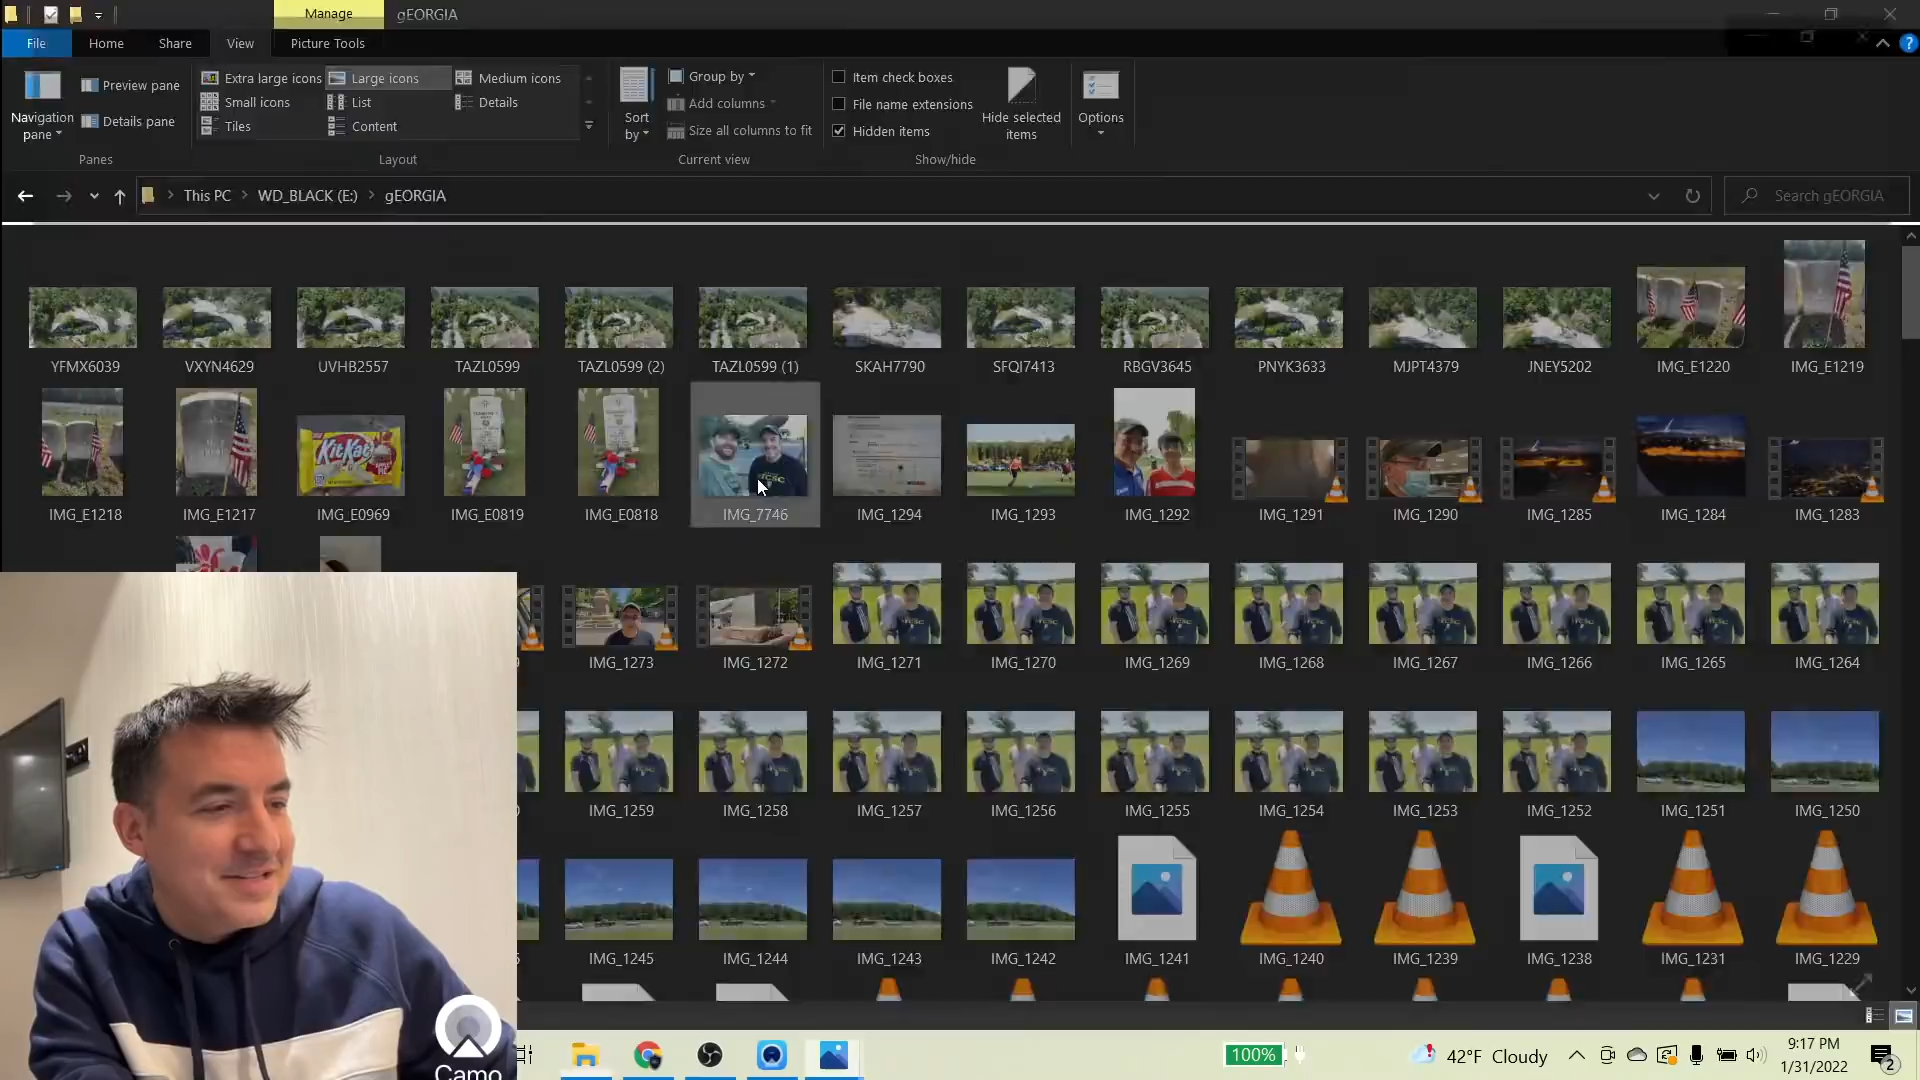 Manage gEORGIA
File Home Share View Picture Tools
Navigation pane
Preview pane
Details pane
Panes
Extra large icons Large icons Medium icons
Small icons List Details
Tiles Content
Layout
Sort by
Group by
Add columns
Size all columns to fit
Current view
Item check boxes
File name extensions
Hidden items
Hide selected items
Show/hide
Options
This PC WD_BLACK (E:) gEORGIA
Search gEORGIA
YFMX6039 VXYN4629 UVHB2557 TAZL0599 TAZL0599 (2) TAZL0599 (1) SKAH7790 SFQI7413 RBGV3645 PNYK3633 MJPT4379 JNEY5202 IMG_E1220 IMG_E1219
KitKat
IMG_E1218 IMG_E1217 IMG_E0969 IMG_E0819 IMG_E0818 IMG_7746 IMG_1294 IMG_1293 IMG_1292 IMG_1291 IMG_1290 IMG_1285 IMG_1284 IMG_1283
IMG_1273 IMG_1272 IMG_1271 IMG_1270 IMG_1269 IMG_1268 IMG_1267 IMG_1266 IMG_1265 IMG_1264
IMG_1259 IMG_1258 IMG_1257 IMG_1256 IMG_1255 IMG_1254 IMG_1253 IMG_1252 IMG_1251 IMG_1250
IMG_1245 IMG_1244 IMG_1243 IMG_1242 IMG_1241 IMG_1240 IMG_1239 IMG_1238 IMG_1231 IMG_1229
Camo
100%
42°F Cloudy
9:17 PM
1/31/2022
2